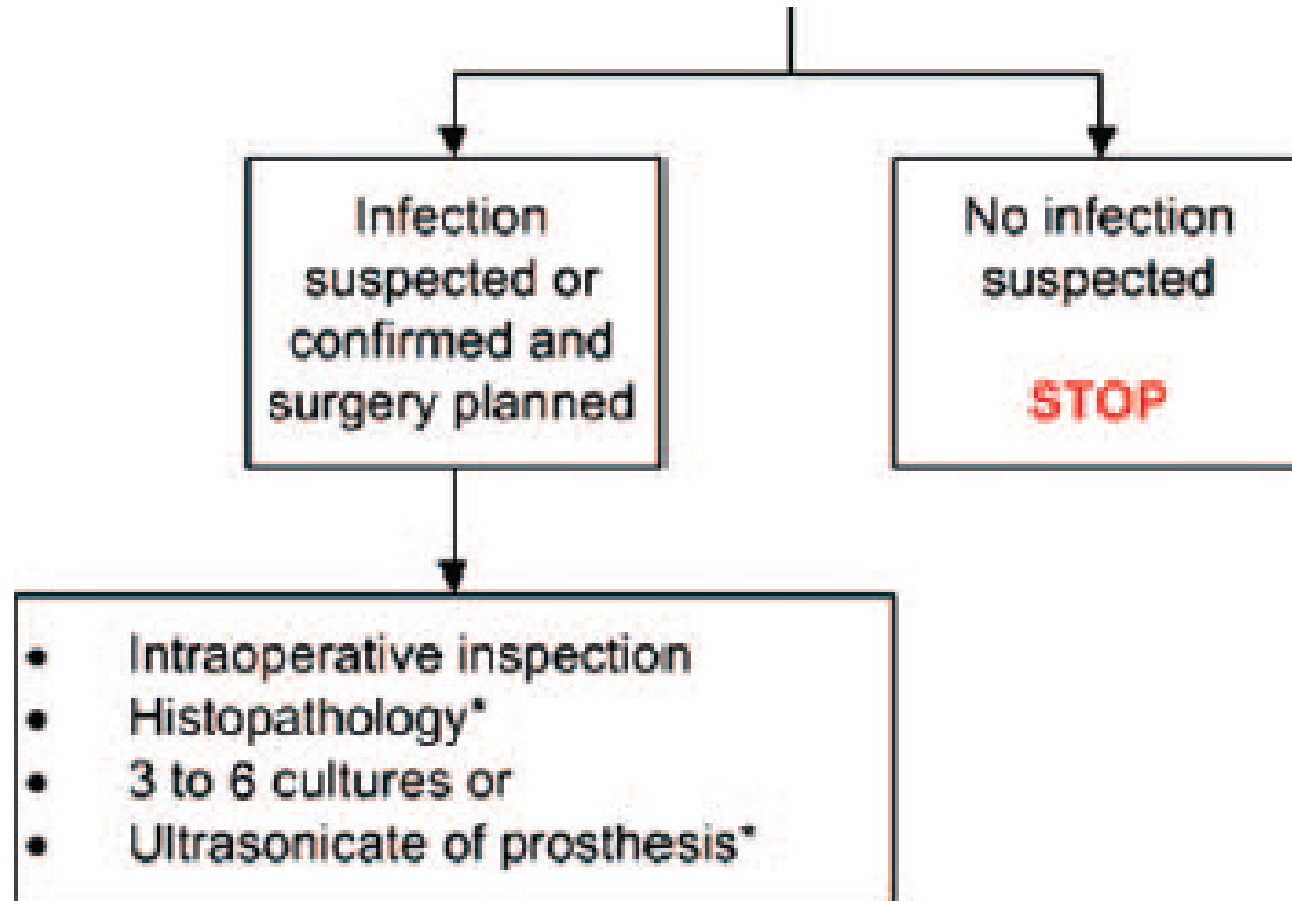 Infection
suspected or
confirmed and
surgery planned
No infection
suspected
STOP
• Intraoperative inspection
• Histopathology*
• 3 to 6 cultures or
• Ultrasonicate of prosthesis*